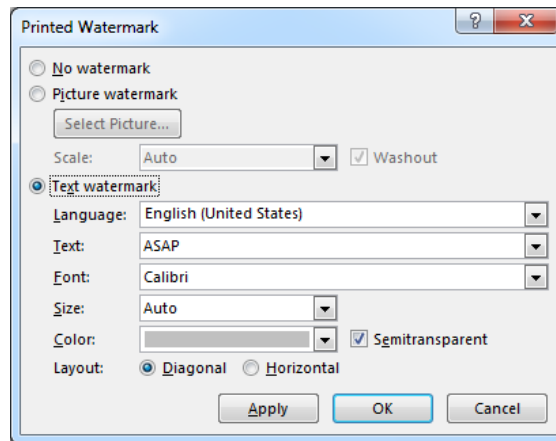 Printed Watermark
No watermark
Picture watermark
Select Picture...
Scale: Auto Washout
Text watermark
Language: English (United States)
Text: ASAP
Font: Calibri
Size: Auto
Color: Semitransparent
Layout: Diagonal Horizontal
Apply OK Cancel